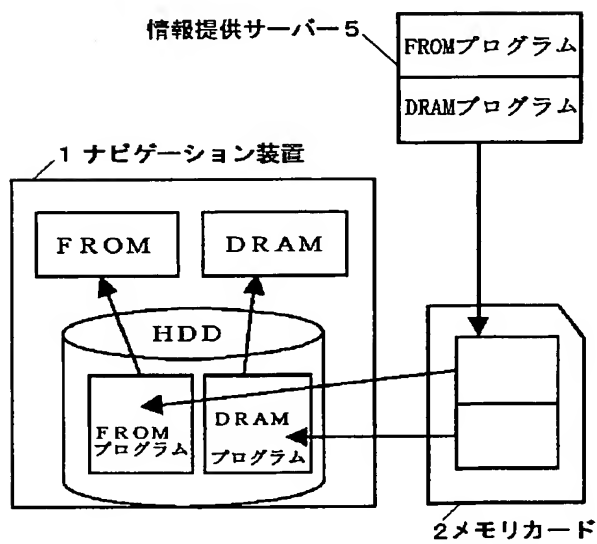 情報提供サーバー5
FROMプログラム
DRAMプログラム
1 ナビゲーション装置
FROM
DRAM
HDD
FROM
プログラム
DRAM
プログラム
2メモリカード